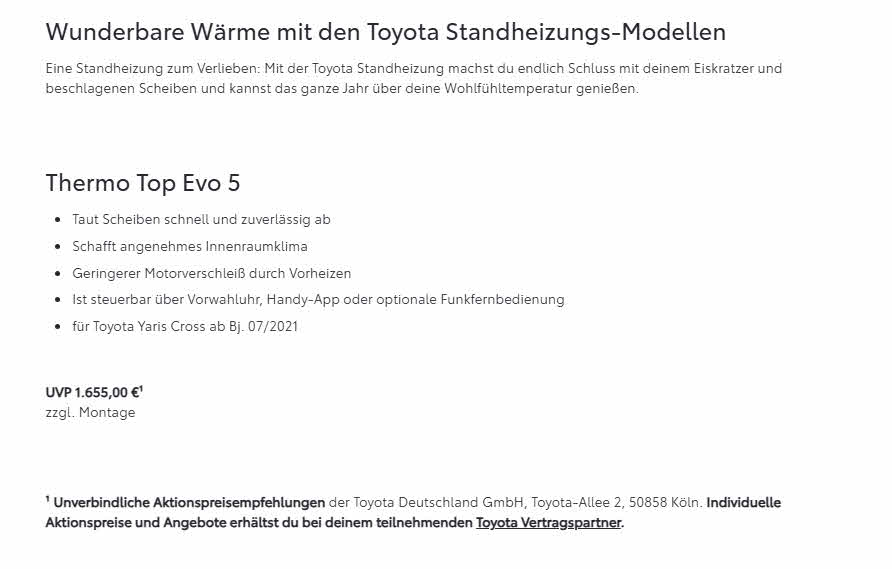 Wunderbare Wärme mit den Toyota Standheizungs-Modellen
Eine Standheizung zum Verlieben: Mit der Toyota Standheizung machst du endlich Schluss mit deinem Eiskratzer und
beschlagenen Scheiben und kannst das ganze Jahr über deine Wohlfühltemperatur genießen.
Thermo Top Evo 5
• Taut Scheiben schnell und zuverlässig ab
• Schafft angenehmes Innenraumklima
• Geringerer Motorverschleiß durch Vorheizen
• Ist steuerbar über Vorwahluhr, Handy-App oder optionale Funkfernbedienung
• für Toyota Yaris Cross ab Bj. 07/2021
UVP 1.655,00 €¹
zzgl. Montage
¹ Unverbindliche Aktionspreisempfehlungen der Toyota Deutschland GmbH, Toyota-Allee 2, 50858 Köln. Individuelle
Aktionspreise und Angebote erhältst du bei deinem teilnehmenden Toyota Vertragspartner.